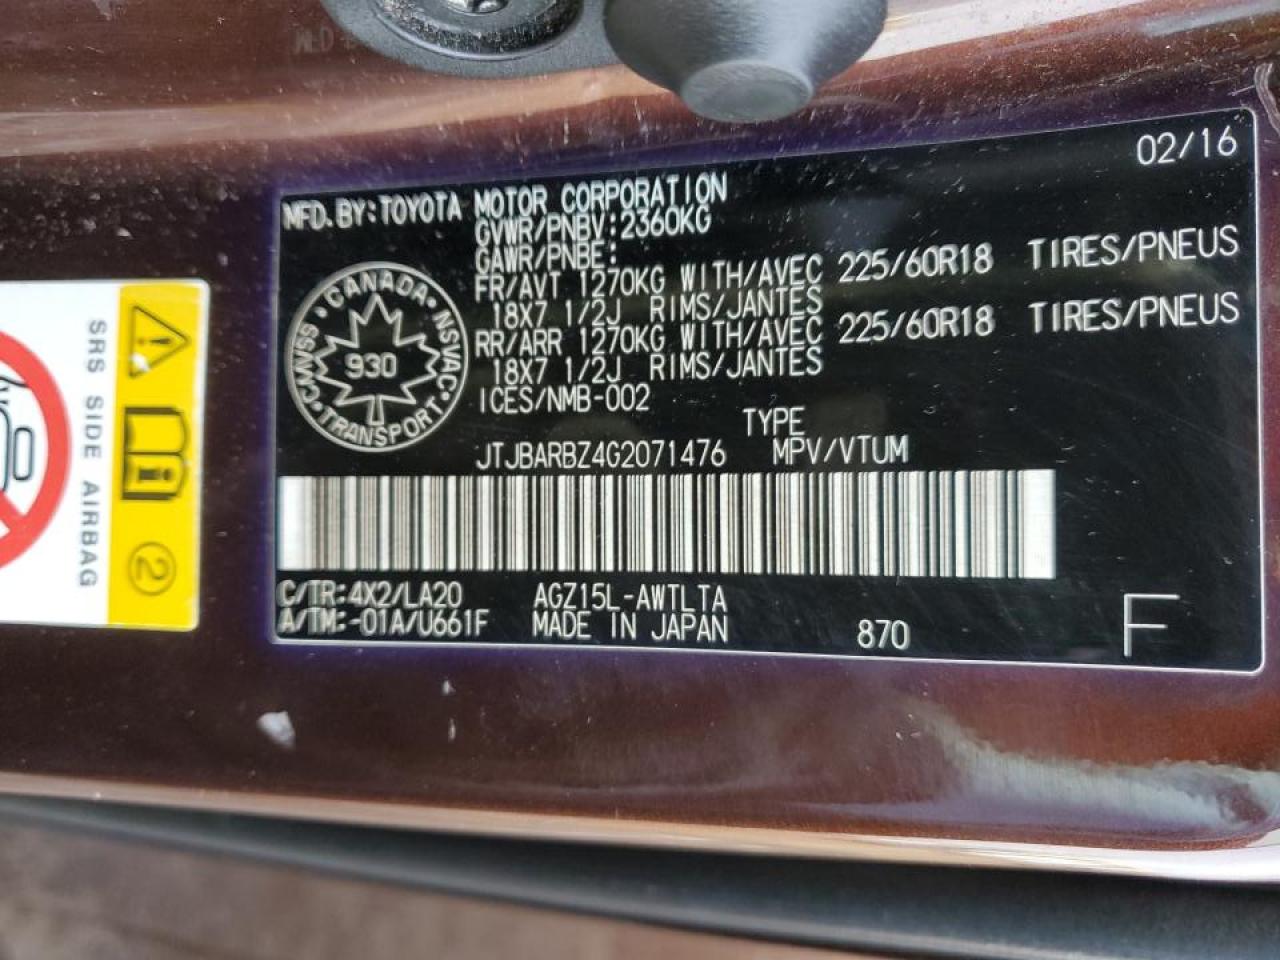 02/16
MFD.BY:TOYOTA MOTOR CORPORATION
GVWR/PNBV:2360KG
GAWR/PNBE:
FR/AVT 1270KG WITH/AVEC 225/60R18 TIRES/PNEUS
18X7 1/2J RIMS/JANTES
RR/ARR 1270KG WITH/AVEC 225/60R18 TIRES/PNEUS
18X7 1/2J RIMS/JANTES
ICES/NMB-002
CANADA
NSVAC
TRANSPORT
CVMSS
930
TYPE
JTJBARBZ4G2071476 MPV/VTUM
C/TR:4X2/LA20 AGZ15L-AWTLTA
A/TM:-01A/U661F MADE IN JAPAN 870 F
SRS SIDE AIRBAG
2